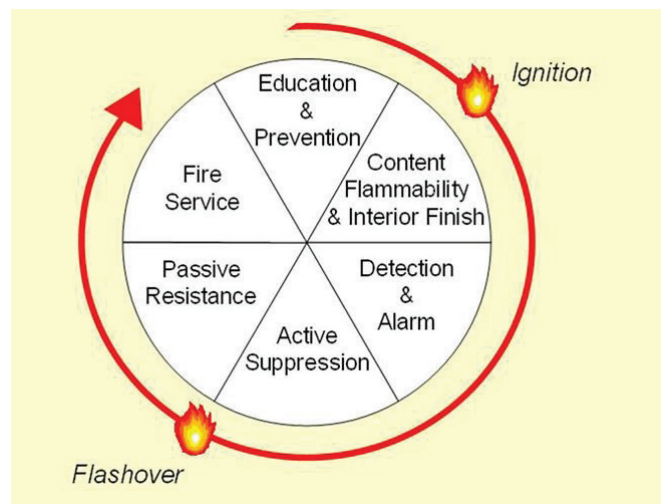 Ignition
Education
&
Prevention
Content
Flammability
& Interior Finish
Detection
&
Alarm
Active
Suppression
Passive
Resistance
Fire
Service
Flashover